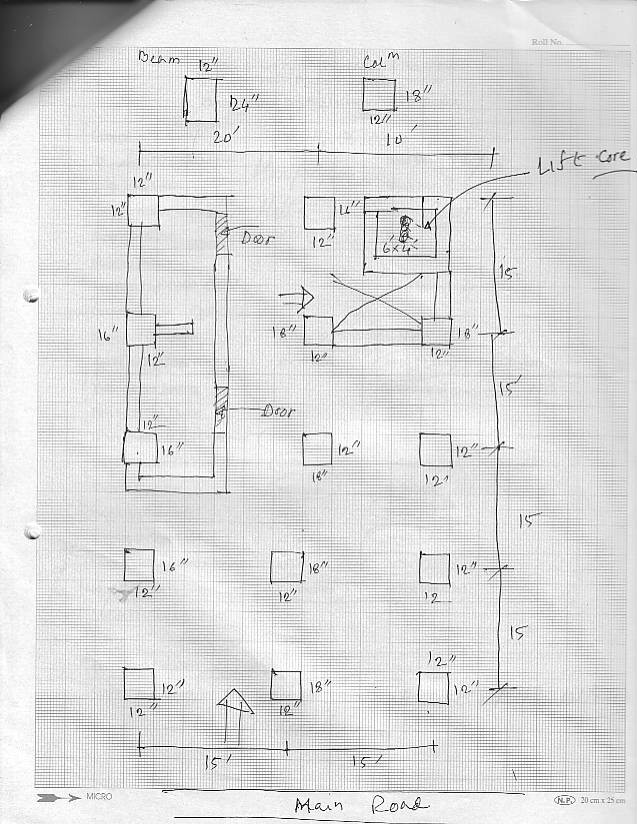 Roll No.
Beam 12" Colm
24" 18"
12"
20' 10'
Lift Core
12"
12" 12"
Door 6'x4' 15
16" 18" 18"
12" 12" 12"
15'
12" Door
16" 12" 12"
18" 12'
15
16" 18" 12"
12" 12" 12
15
12"
12" 18" 12"
12" 12"
15' 15'
MICRO Main Road N.P. 20 cm x 25 cm